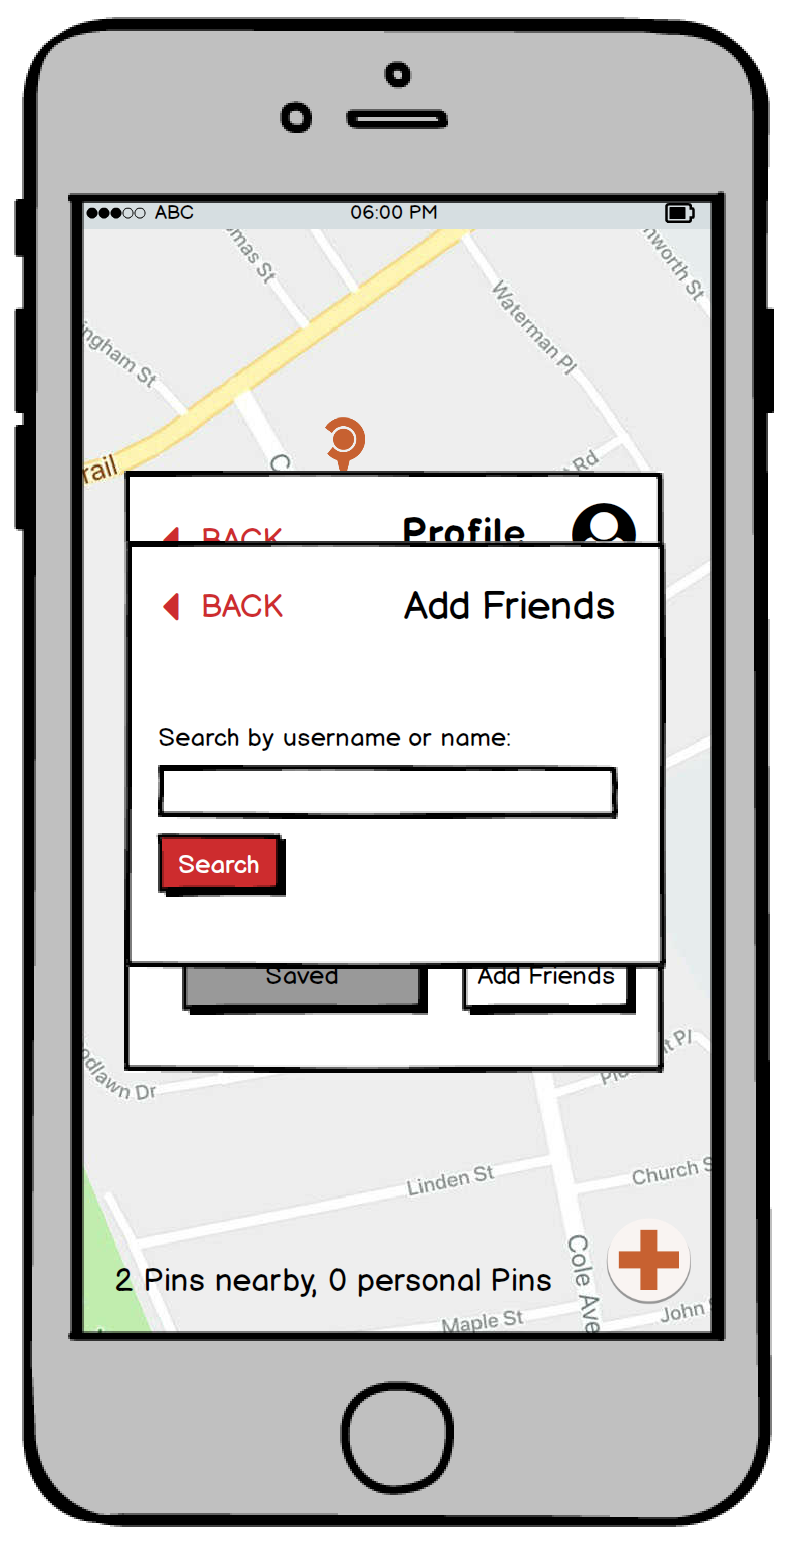 ABC 06:00 PM
mas St
nworth St
Waterman Pl
ingham St
Rd
rail
C
BACK Profile
BACK Add Friends
Search by username or name:
Search
Saved Add Friends
t Pl
odlawn Dr
Linden St
Church S
Cole Ave
2 Pins nearby, 0 personal Pins
Maple St
John